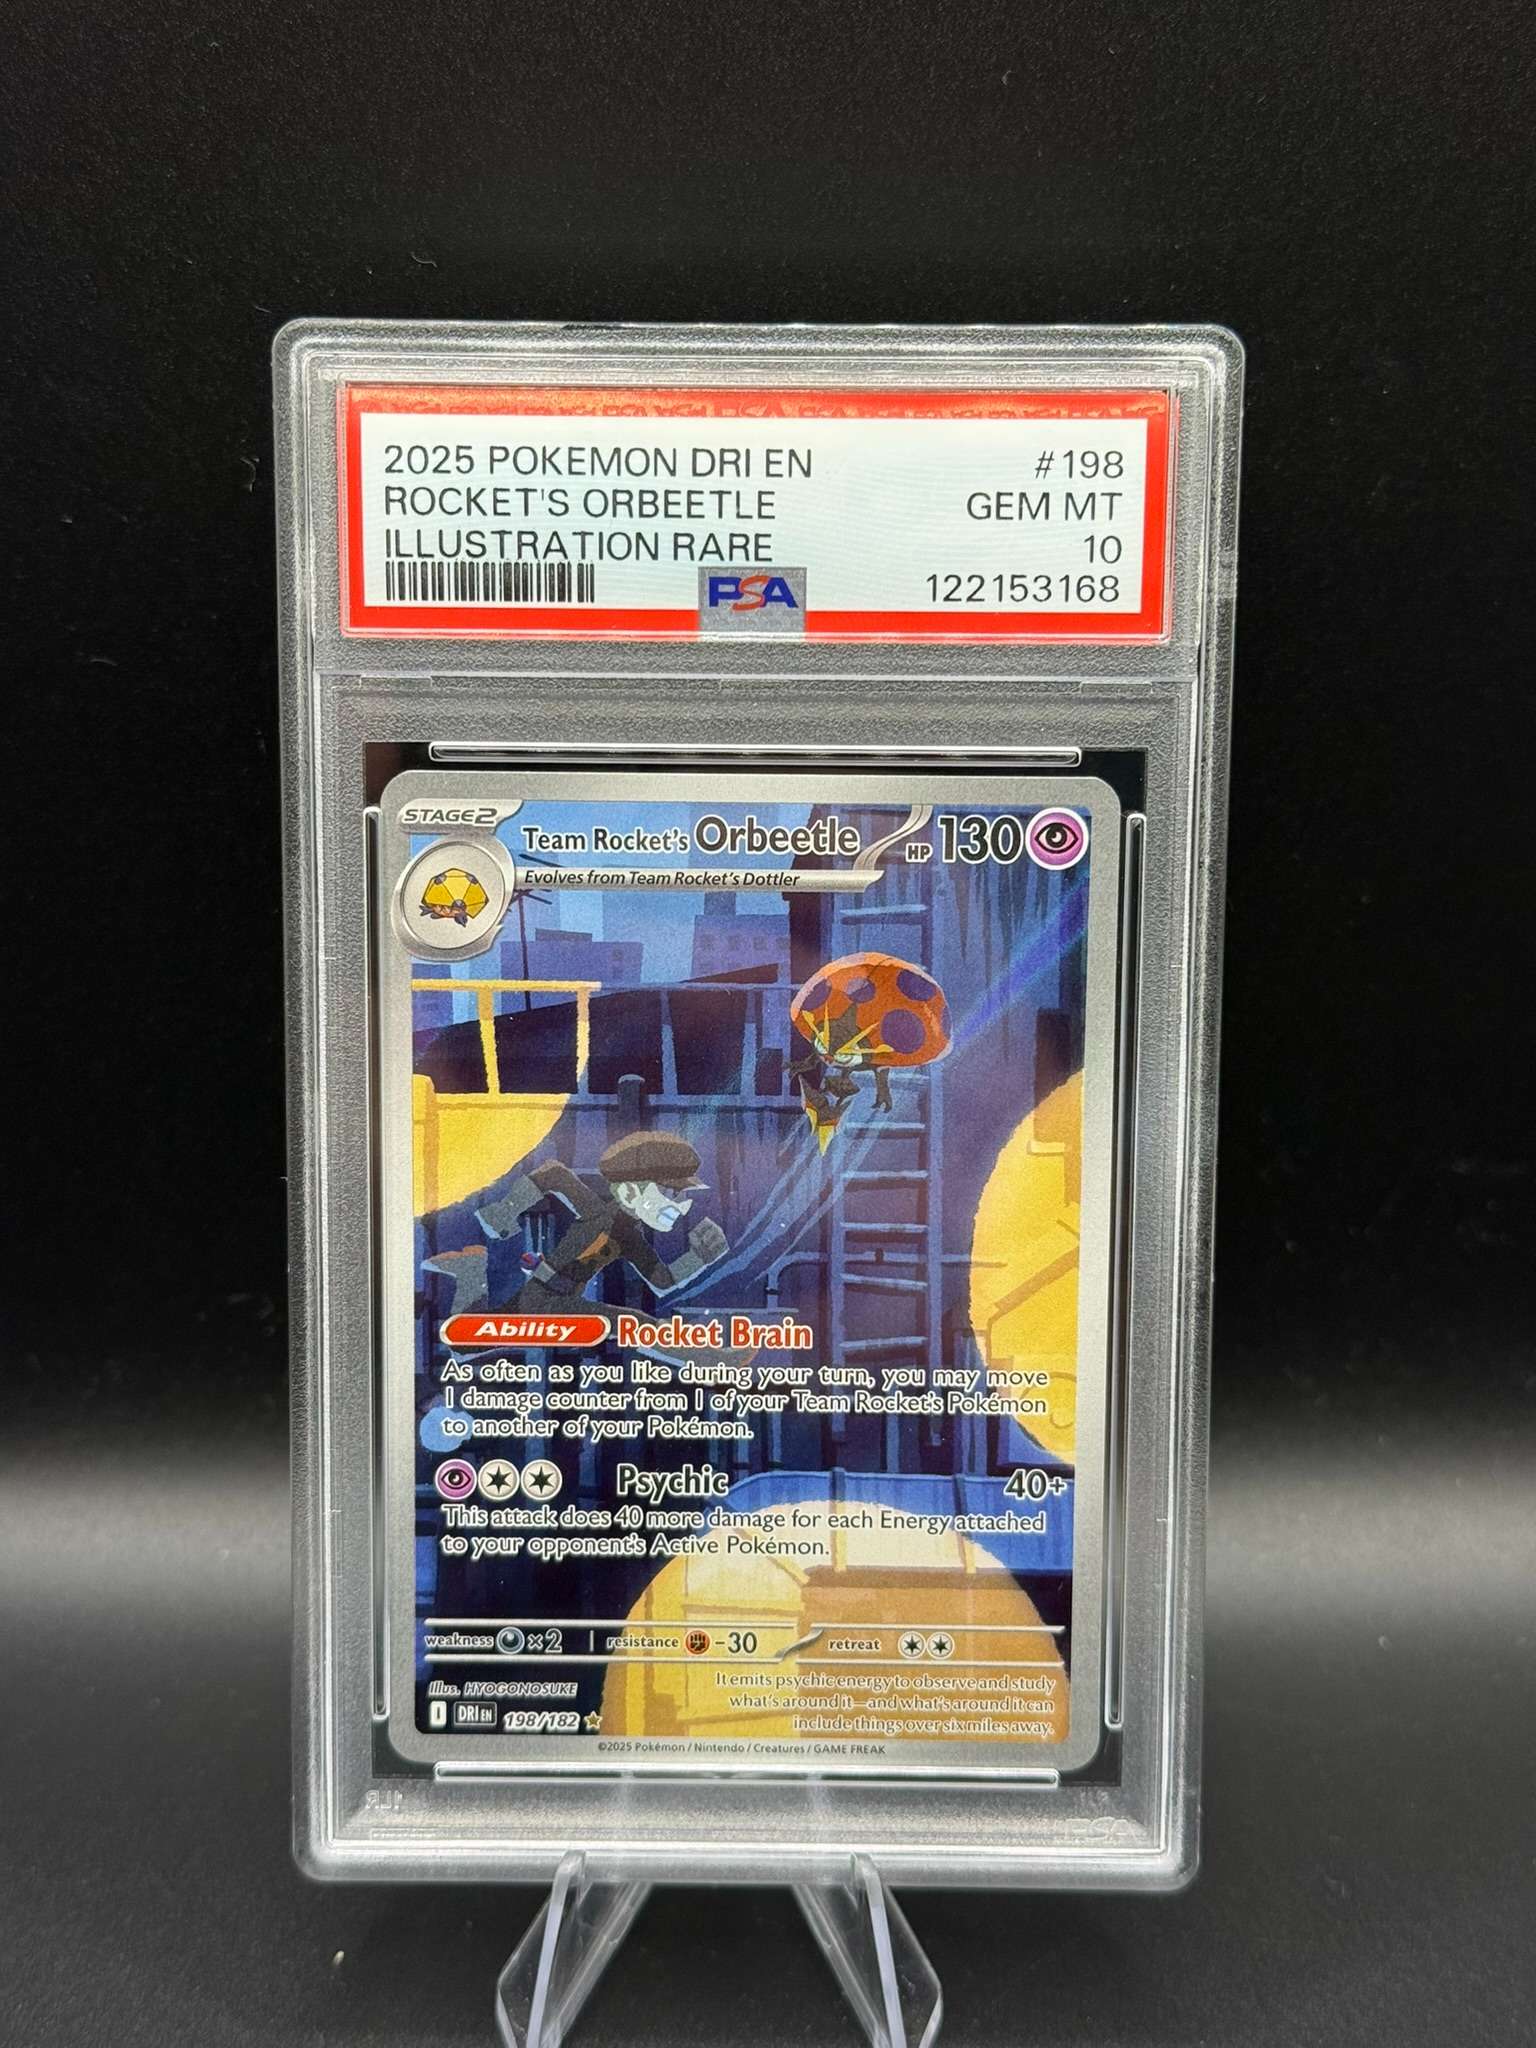 2025 POKEMON DRI EN #198
ROCKET'S ORBEETLE GEM MT
ILLUSTRATION RARE 10
PSA 122153168
STAGE2
Team Rocket's Orbeetle HP 130
Evolves from Team Rocket's Dottler
Ability Rocket Brain
As often as you like during your turn, you may move
1 damage counter from 1 of your Team Rocket's Pokémon
to another of your Pokémon.
Psychic 40+
This attack does 40 more damage for each Energy attached
to your opponent's Active Pokémon.
weakness ×2 resistance -30 retreat
Illus. HYOGONOSUKE
It emits psychic energy to observe and study
what's around it—and what's around it can
include things over six miles away.
I DRI EN 198/182
©2025 Pokémon / Nintendo / Creatures / GAME FREAK